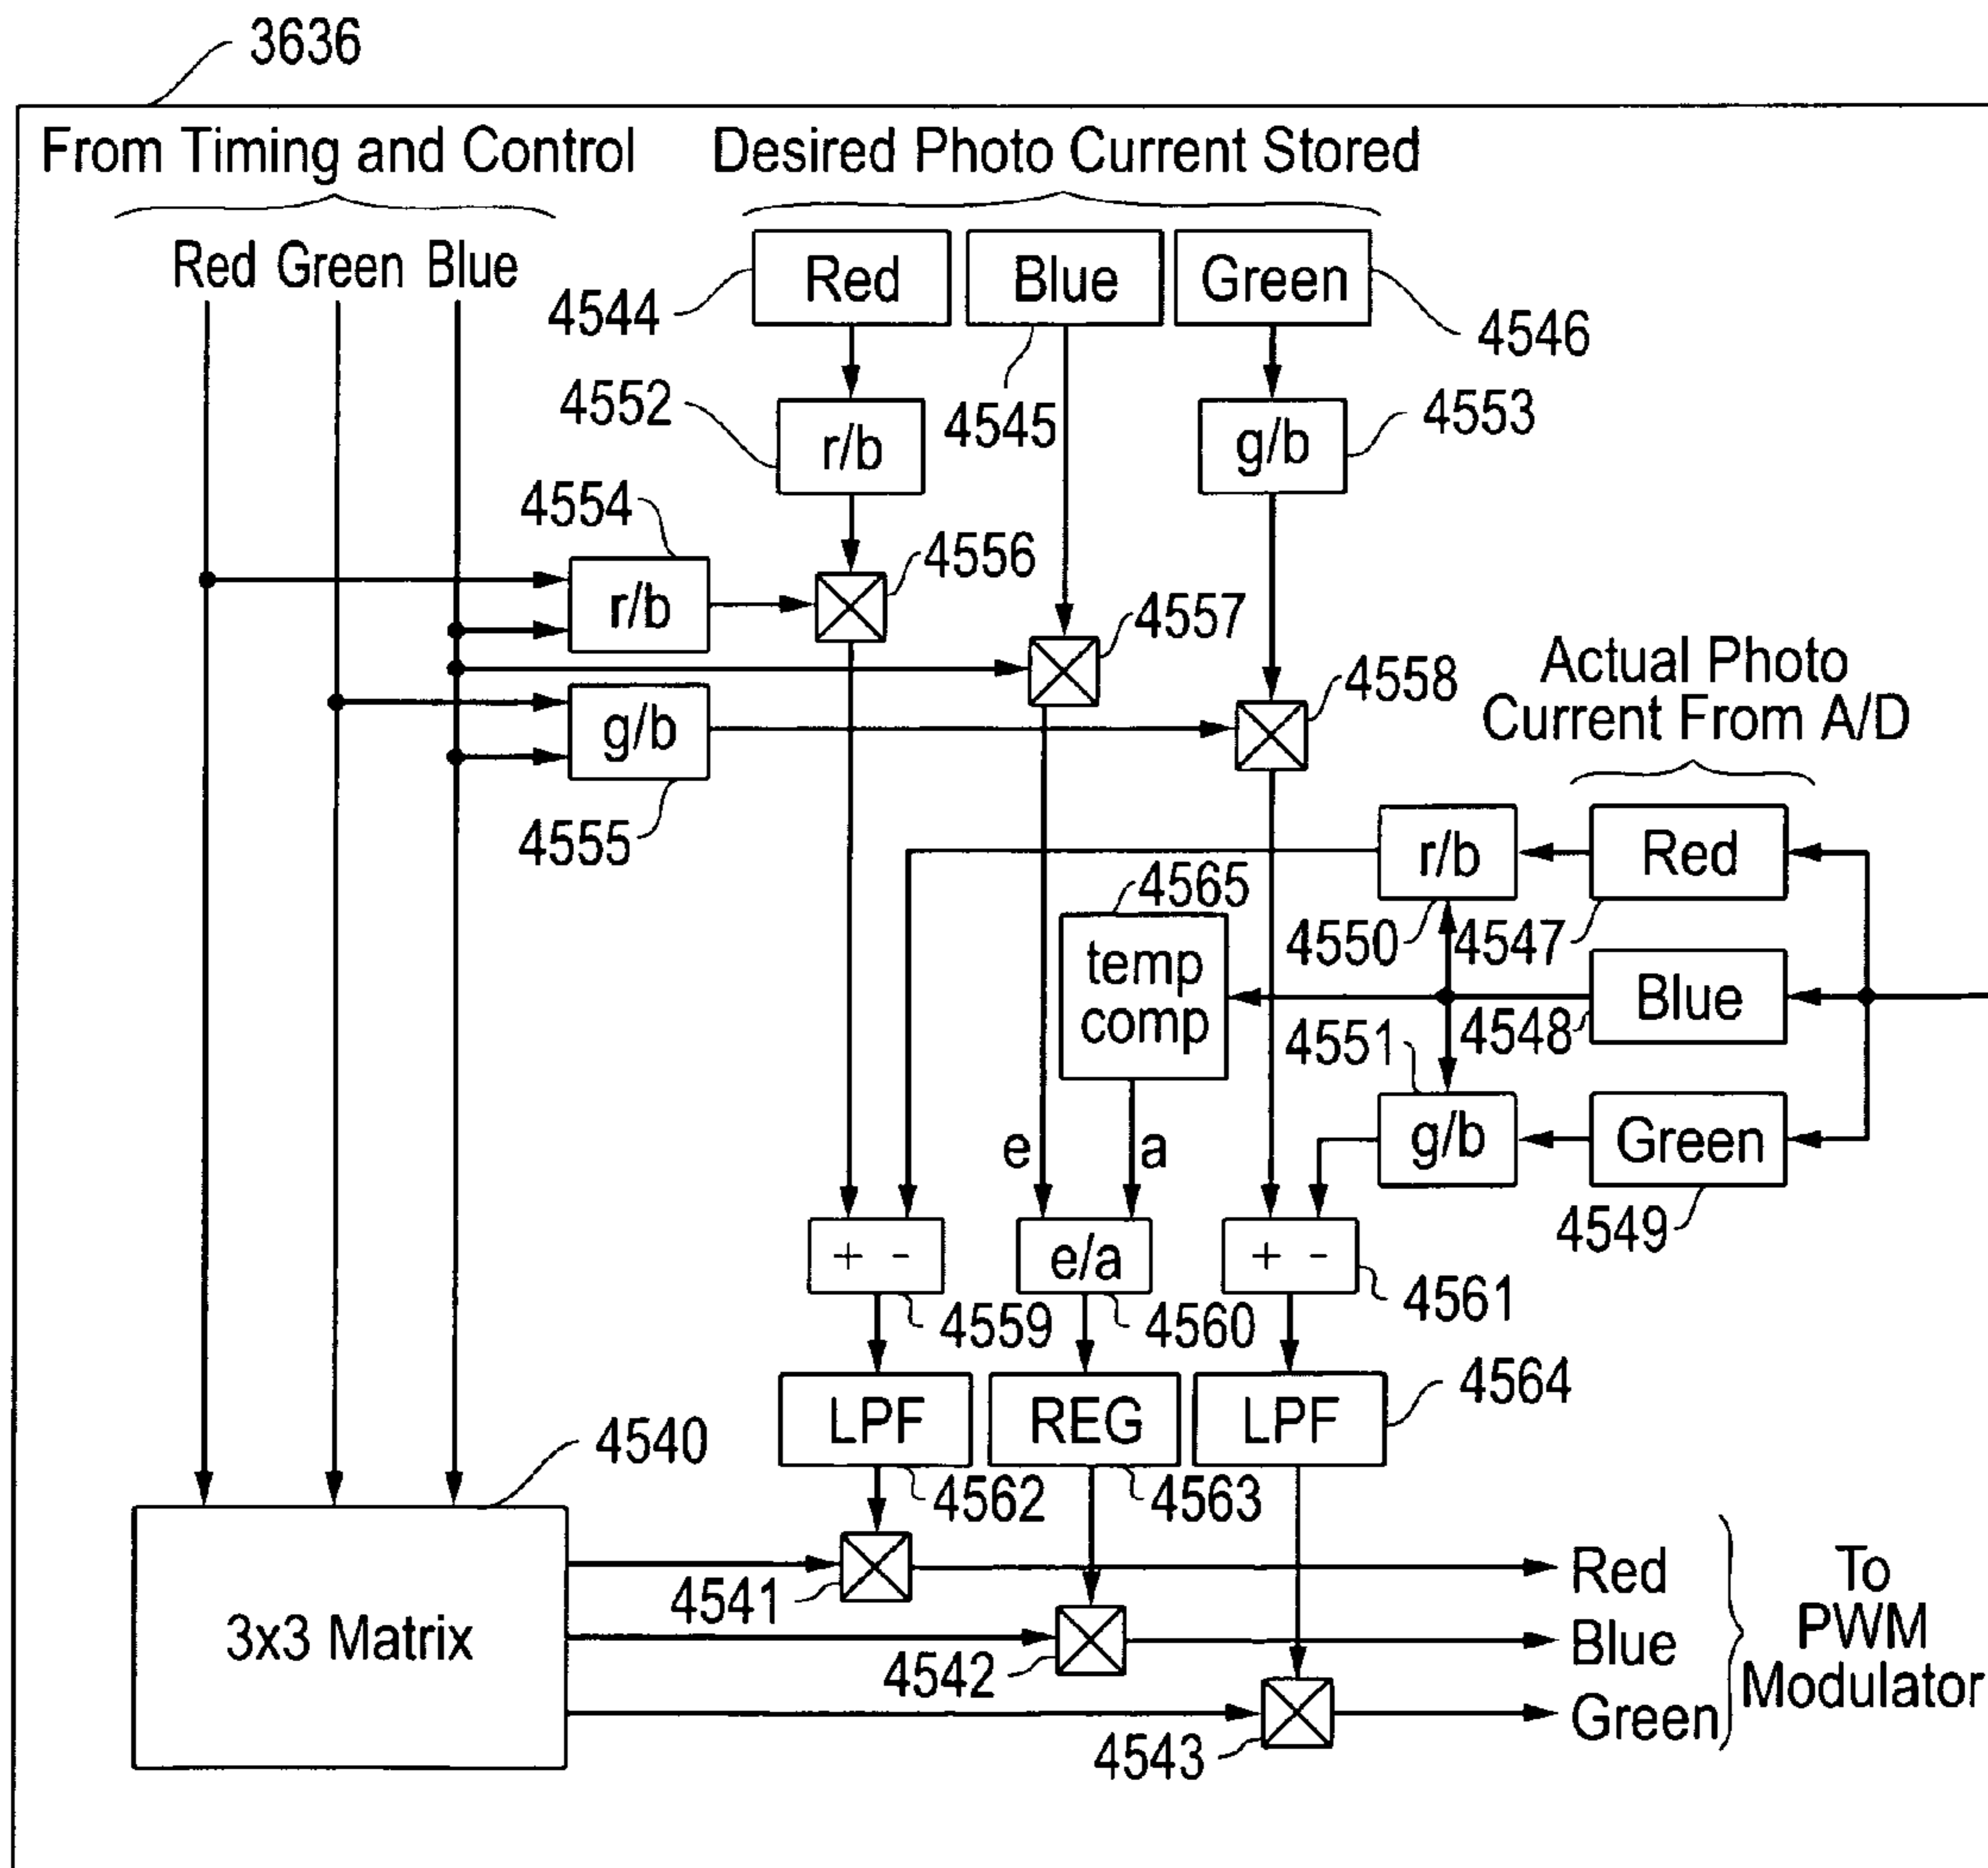 3636
From Timing and Control
Desired Photo Current Stored
Red Green Blue
Red
Blue
Green
4544
4546
4552
r/b
4545
g/b
4553
4554
4556
r/b
4557
4558
g/b
4555
Actual Photo
Current From A/D
r/b
Red
4565
4550
4547
temp
comp
Blue
4548
4551
g/b
Green
4549
e
a
+ -
e/a
+ -
4559
4560
4561
LPF
REG
LPF
4564
4540
4562
4563
3x3 Matrix
4541
4542
4543
Red
Blue
Green
To
PWM
Modulator